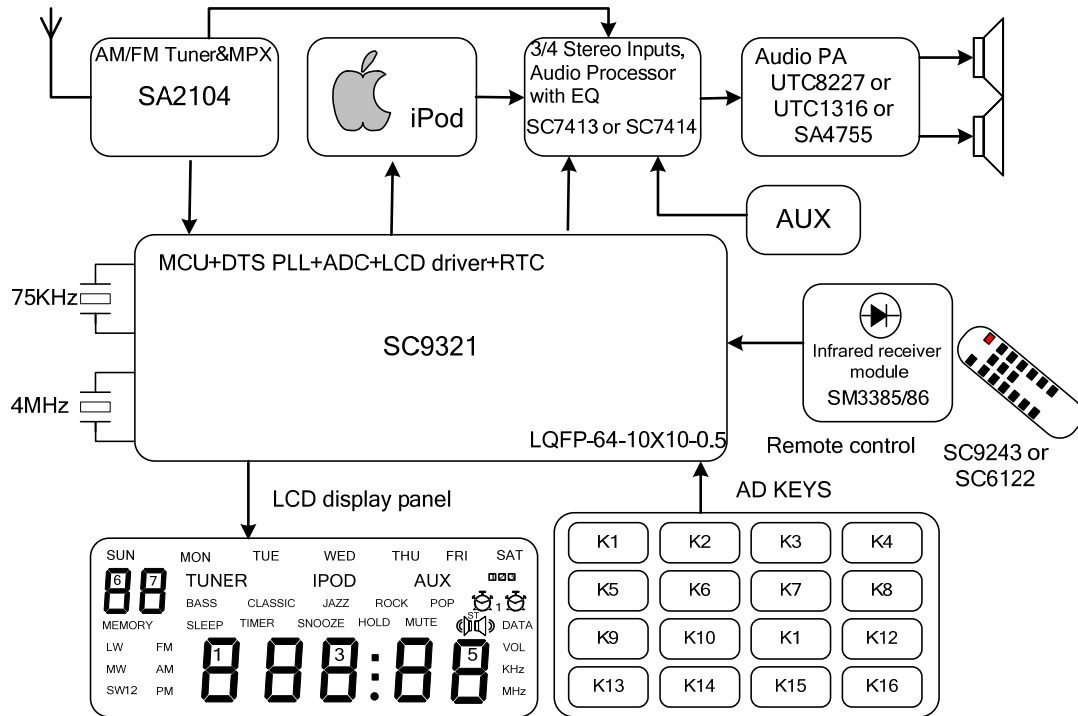 AM/FM Tuner&MPX
SA2104
iPod
3/4 Stereo Inputs,
Audio Processor
with EQ
SC7413 or SC7414
Audio PA
UTC8227 or
UTC1316 or
SA4755
AUX
MCU+DTS PLL+ADC+LCD driver+RTC
75KHz
SC9321
4MHz
LQFP-64-10X10-0.5
Infrared receiver
module
SM3385/86
Remote control
SC9243 or
SC6122
LCD display panel
AD KEYS
SUN MON TUE WED THU FRI SAT
6 7 TUNER IPOD AUX
BASS CLASSIC JAZZ ROCK POP 1
MEMORY SLEEP TIMER SNOOZE HOLD MUTE ST DATA
LW FM 1 3 5 VOL
MW AM KHz
SW12 PM MHz
K1 K2 K3 K4
K5 K6 K7 K8
K9 K10 K1 K12
K13 K14 K15 K16